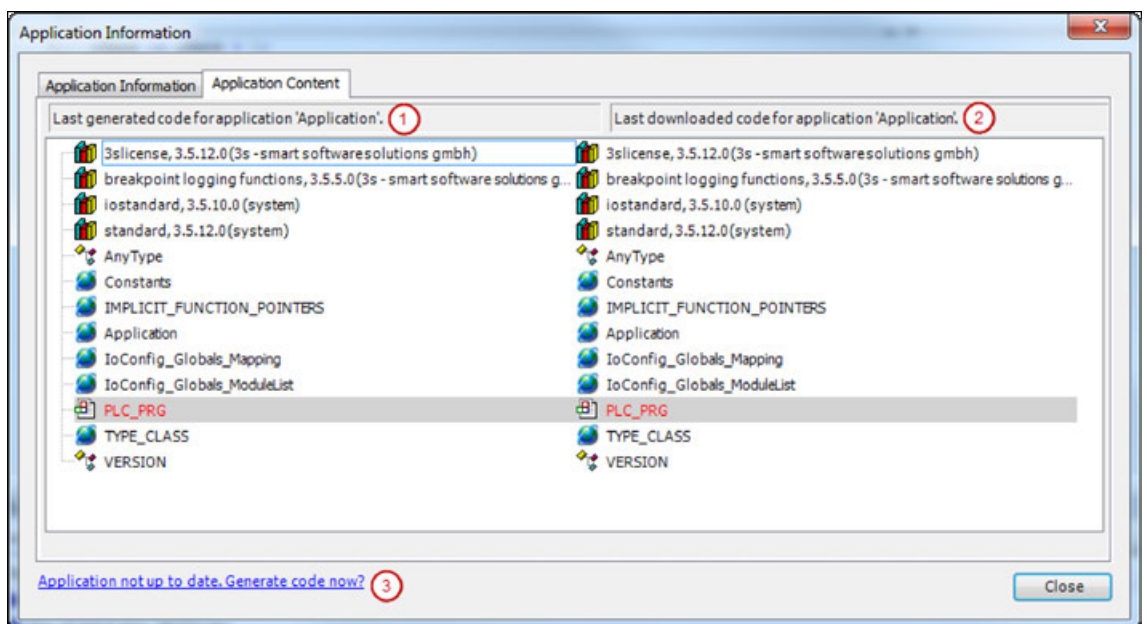 Application Information
Application Information
Application Content
Last generated code for application 'Application'.
1
Last downloaded code for application 'Application'.
2
3slicense, 3.5.12.0 (3s - smart software solutions gmbh)
3slicense, 3.5.12.0 (3s - smart software solutions gmbh)
breakpoint logging functions, 3.5.5.0 (3s - smart software solutions g...
breakpoint logging functions, 3.5.5.0 (3s - smart software solutions g...
iostandard, 3.5.10.0 (system)
iostandard, 3.5.10.0 (system)
standard, 3.5.12.0 (system)
standard, 3.5.12.0 (system)
AnyType
AnyType
Constants
Constants
IMPLICIT_FUNCTION_POINTERS
IMPLICIT_FUNCTION_POINTERS
Application
Application
IoConfig_Globals_Mapping
IoConfig_Globals_Mapping
IoConfig_Globals_ModuleList
IoConfig_Globals_ModuleList
PLC_PRG
PLC_PRG
TYPE_CLASS
TYPE_CLASS
VERSION
VERSION
Application not up to date. Generate code now?
3
Close